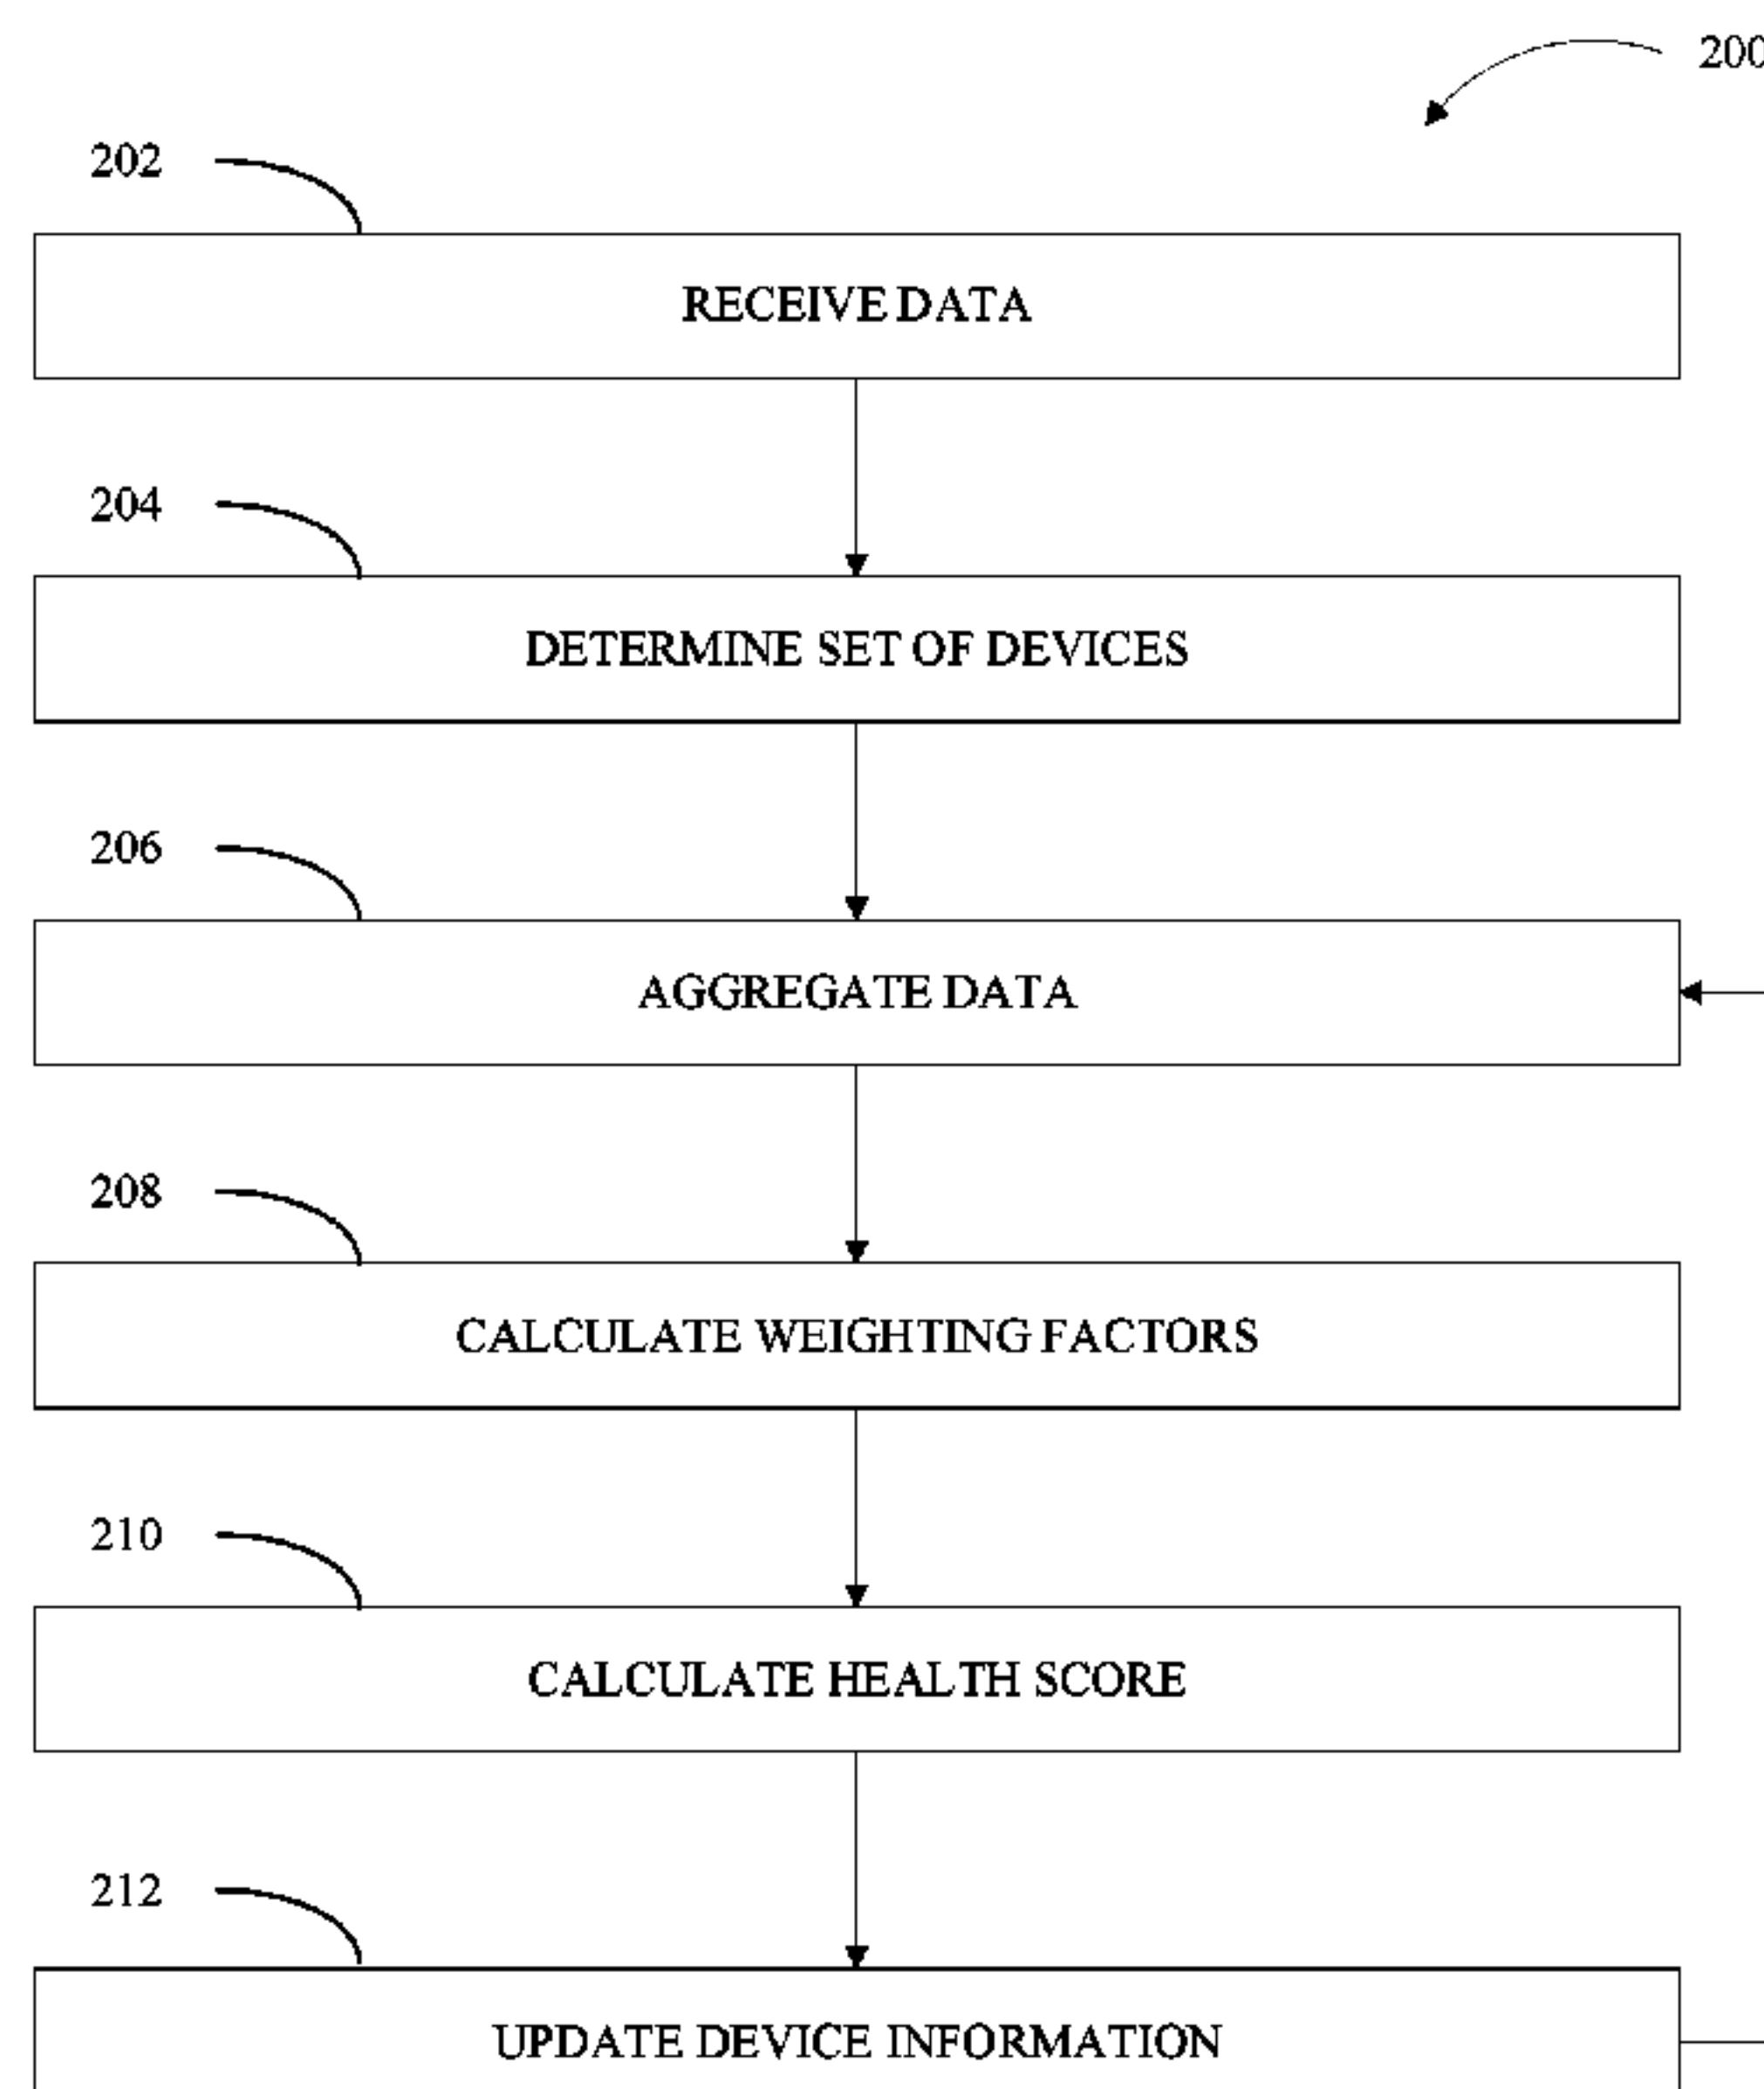 200
202
RECEIVE DATA
204
DETERMINE SET OF DEVICES
206
AGGREGATE DATA
208
CALCULATE WEIGHTING FACTORS
210
CALCULATE HEALTH SCORE
212
UPDATE DEVICE INFORMATION